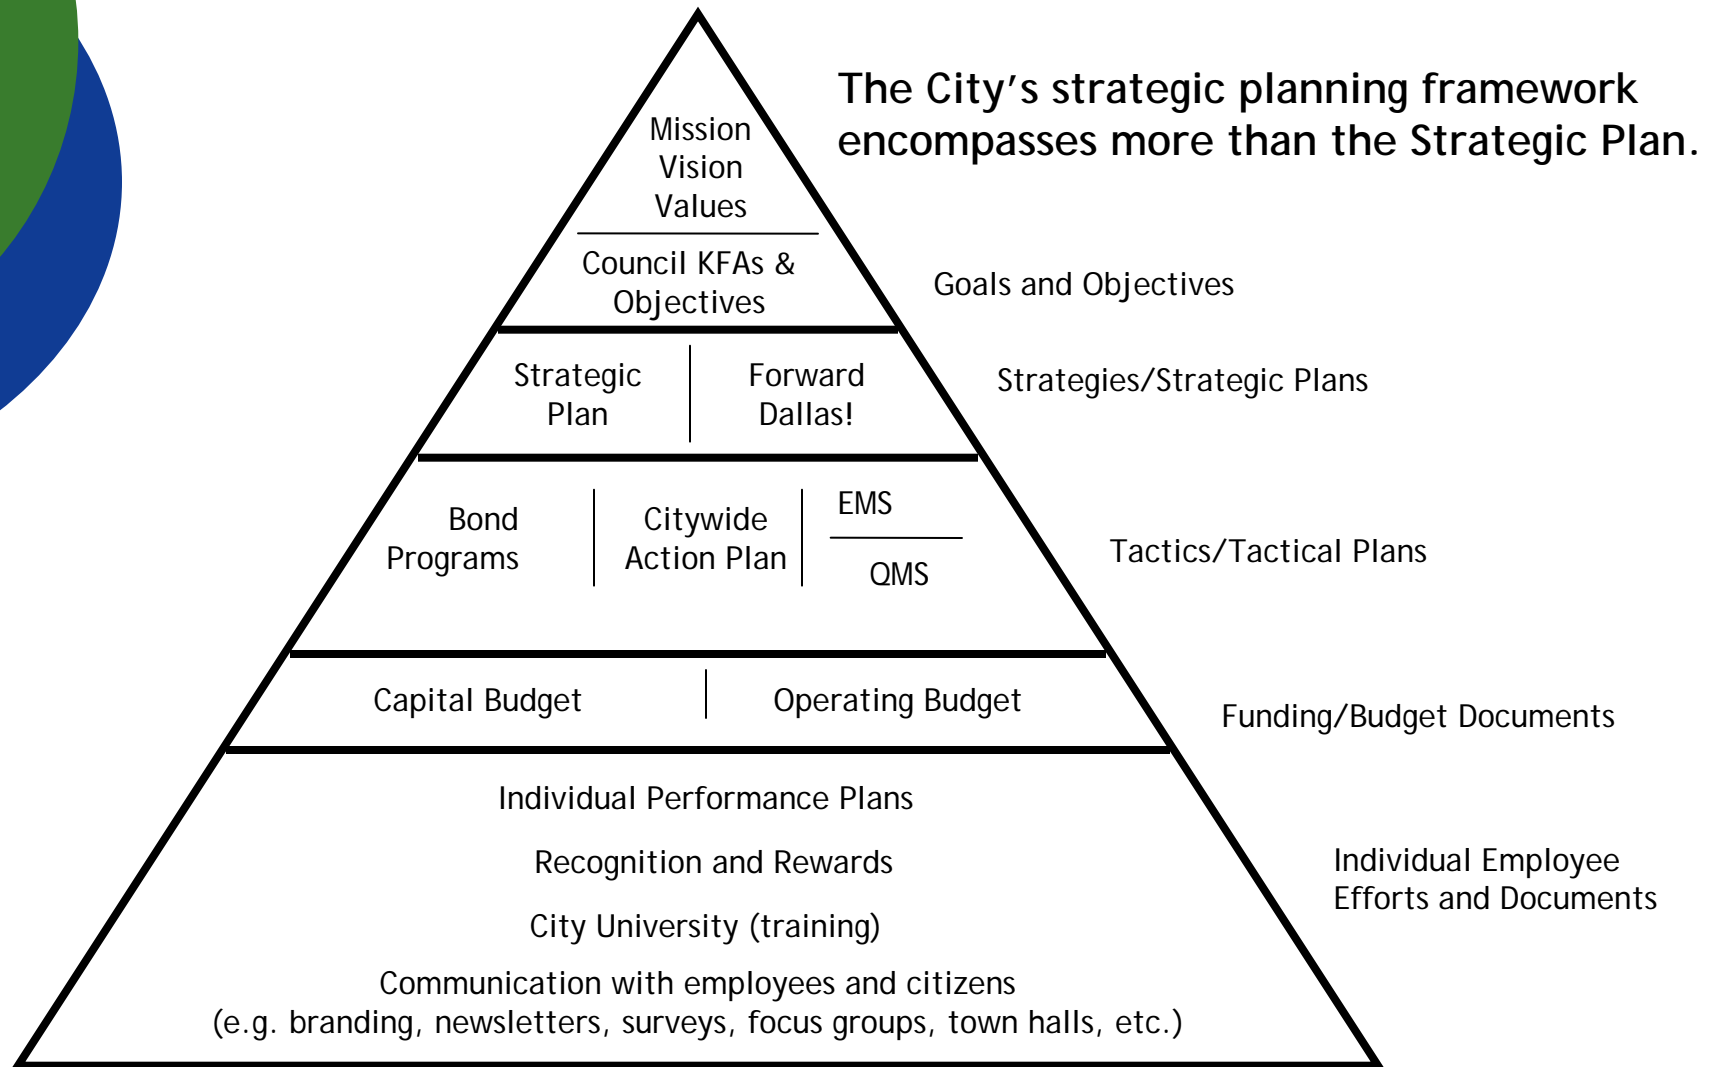 The City’s strategic planning framework
encompasses more than the Strategic Plan.
Mission
Vision
Values
Council KFAs &
Objectives
Goals and Objectives
Strategic
Plan
Forward
Dallas!
Strategies/Strategic Plans
Bond
Programs
Citywide
Action Plan
EMS
QMS
Tactics/Tactical Plans
Capital Budget
Operating Budget
Funding/Budget Documents
Individual Performance Plans
Recognition and Rewards
City University (training)
Communication with employees and citizens
(e.g. branding, newsletters, surveys, focus groups, town halls, etc.)
Individual Employee
Efforts and Documents